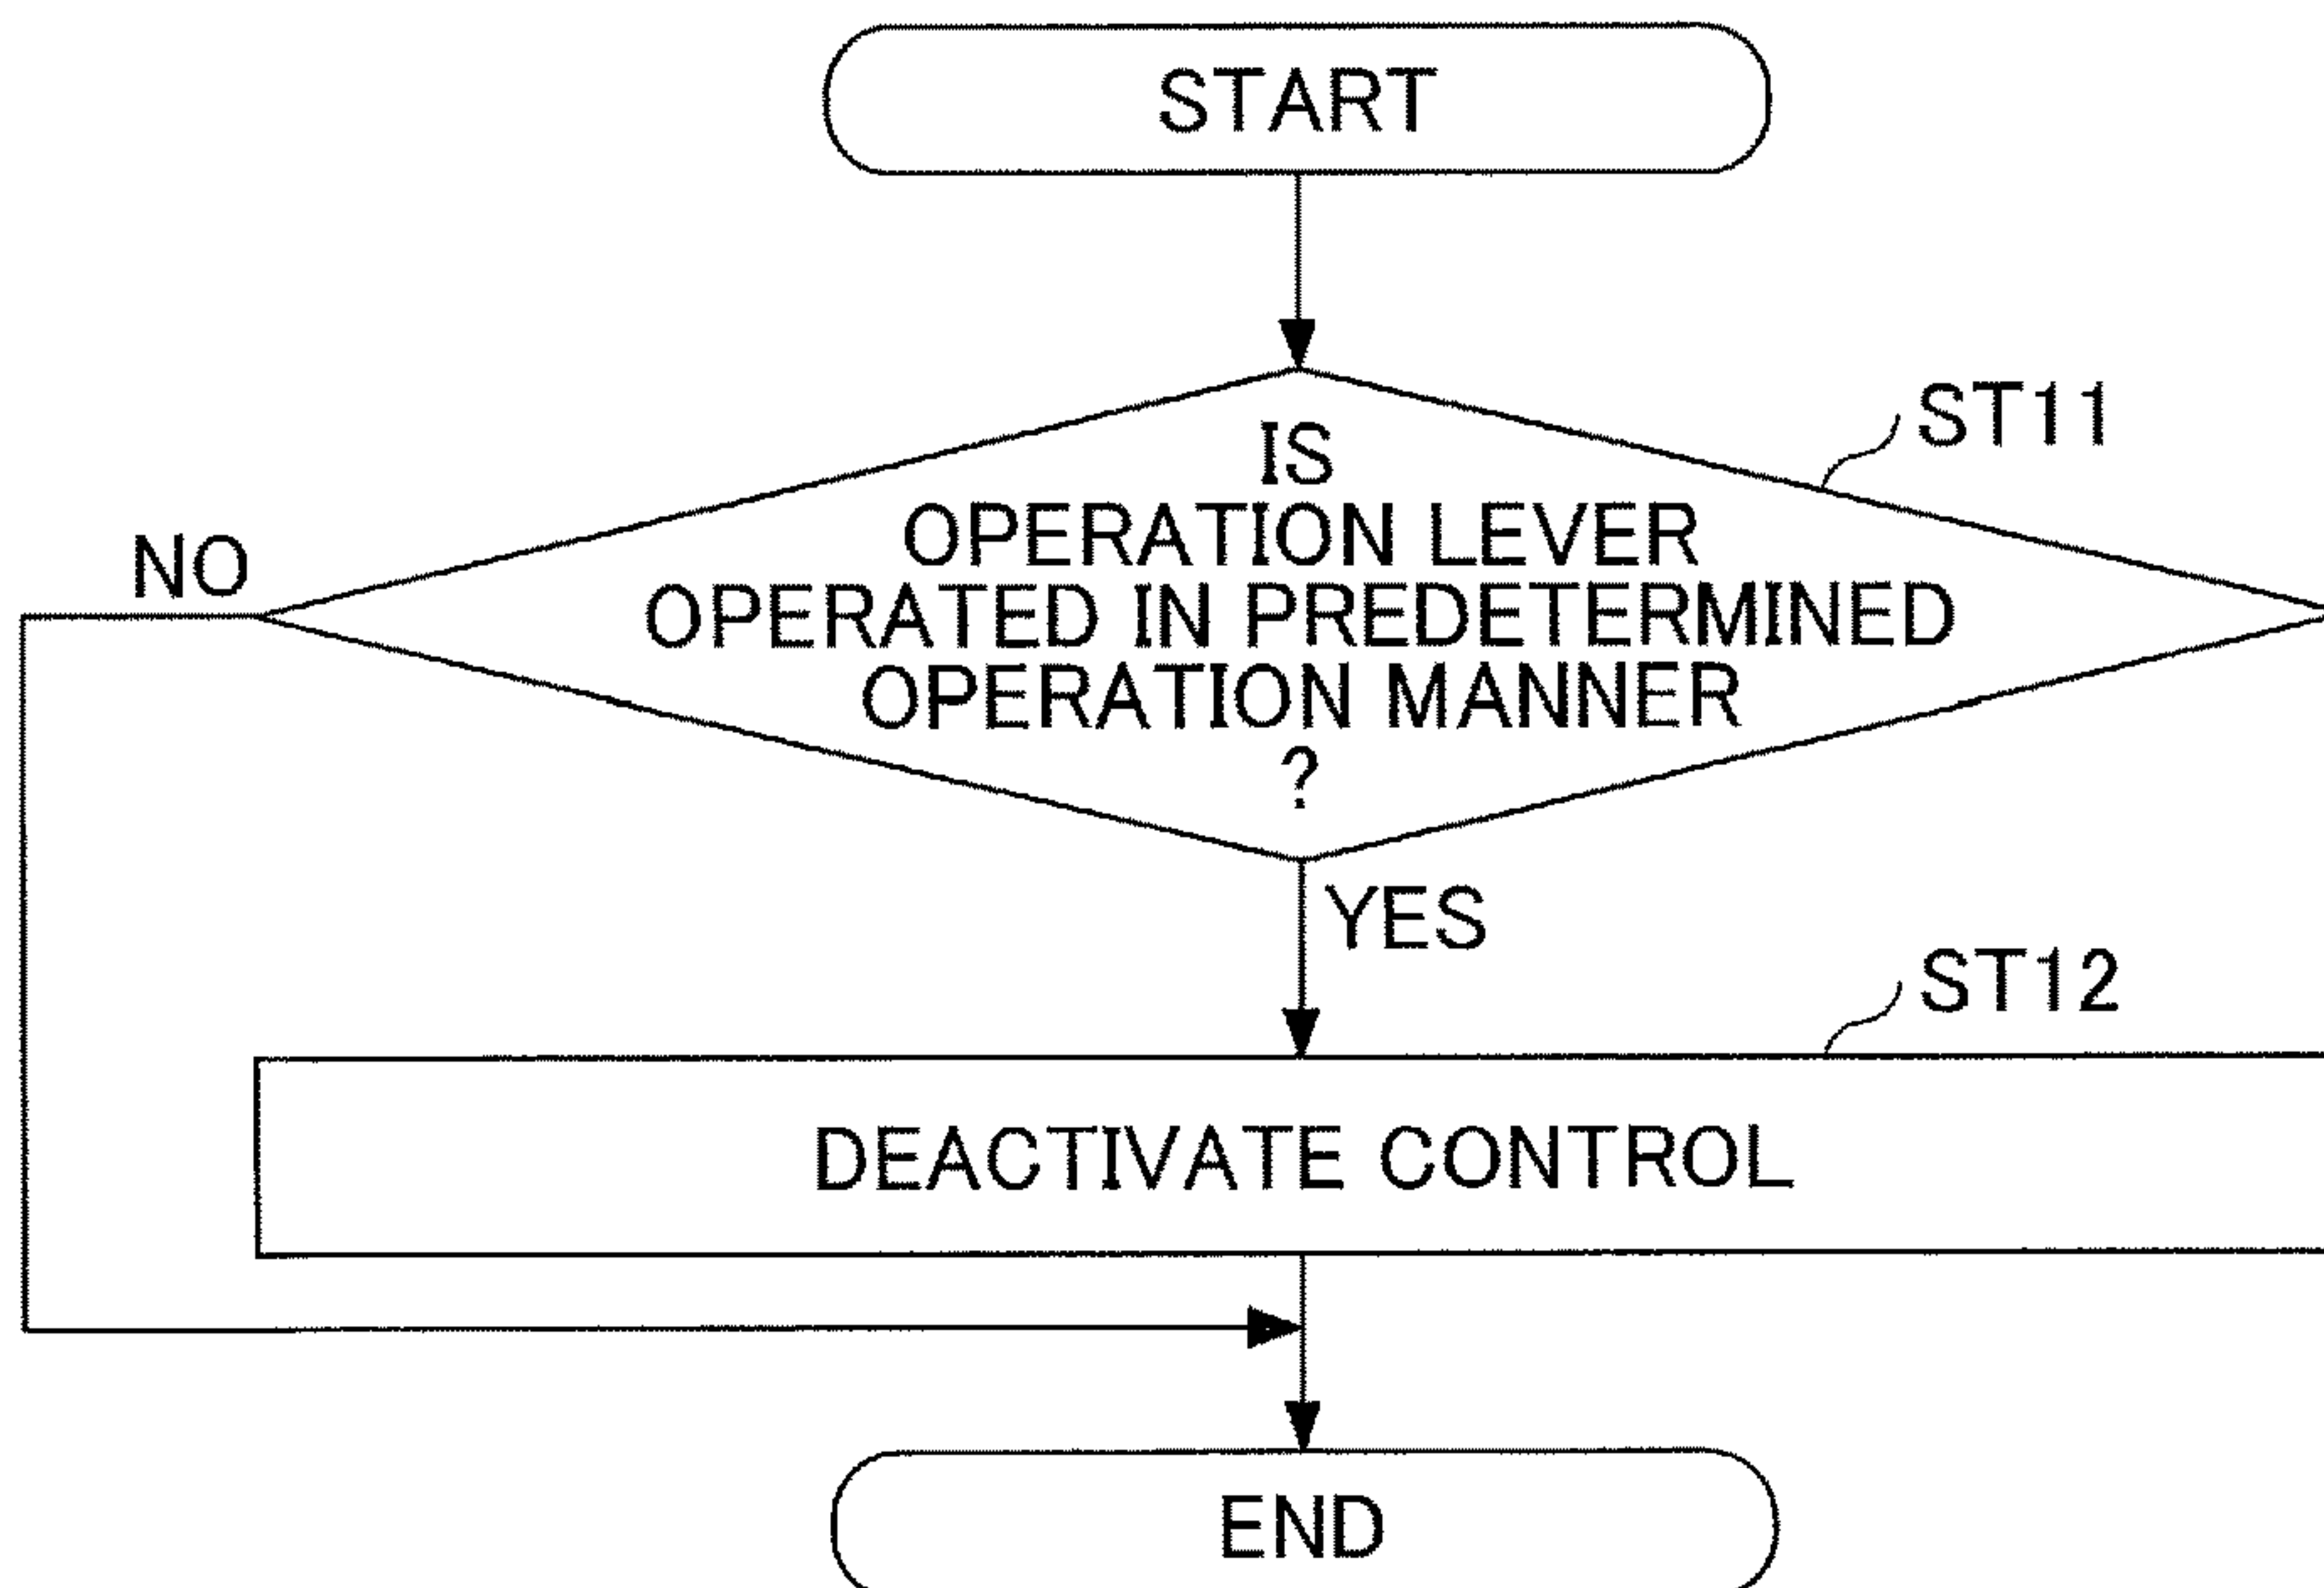 START
ST11
IS
OPERATION LEVER
OPERATED IN PREDETERMINED
OPERATION MANNER
?
NO
YES
ST12
DEACTIVATE CONTROL
END